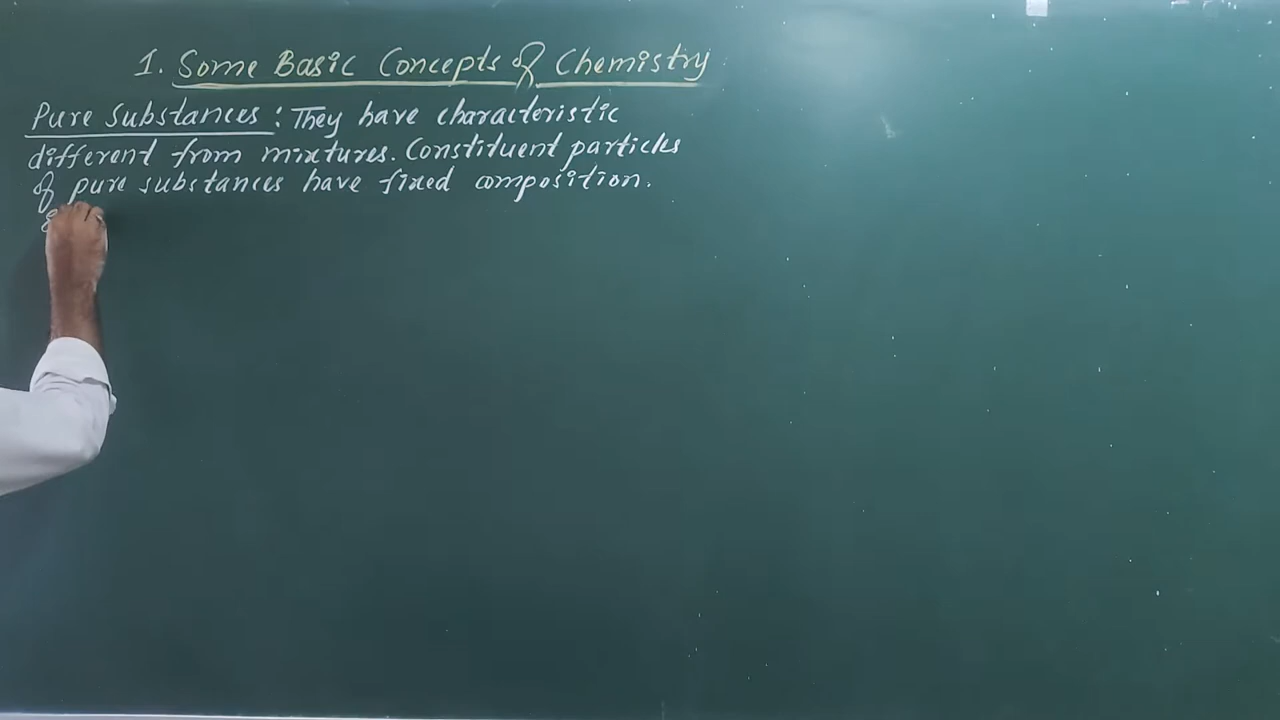 1. Some Basic Concepts of Chemistry
Pure Substances : They have characteristic
different from mixtures. Constituent particles
of pure substances have fixed composition.